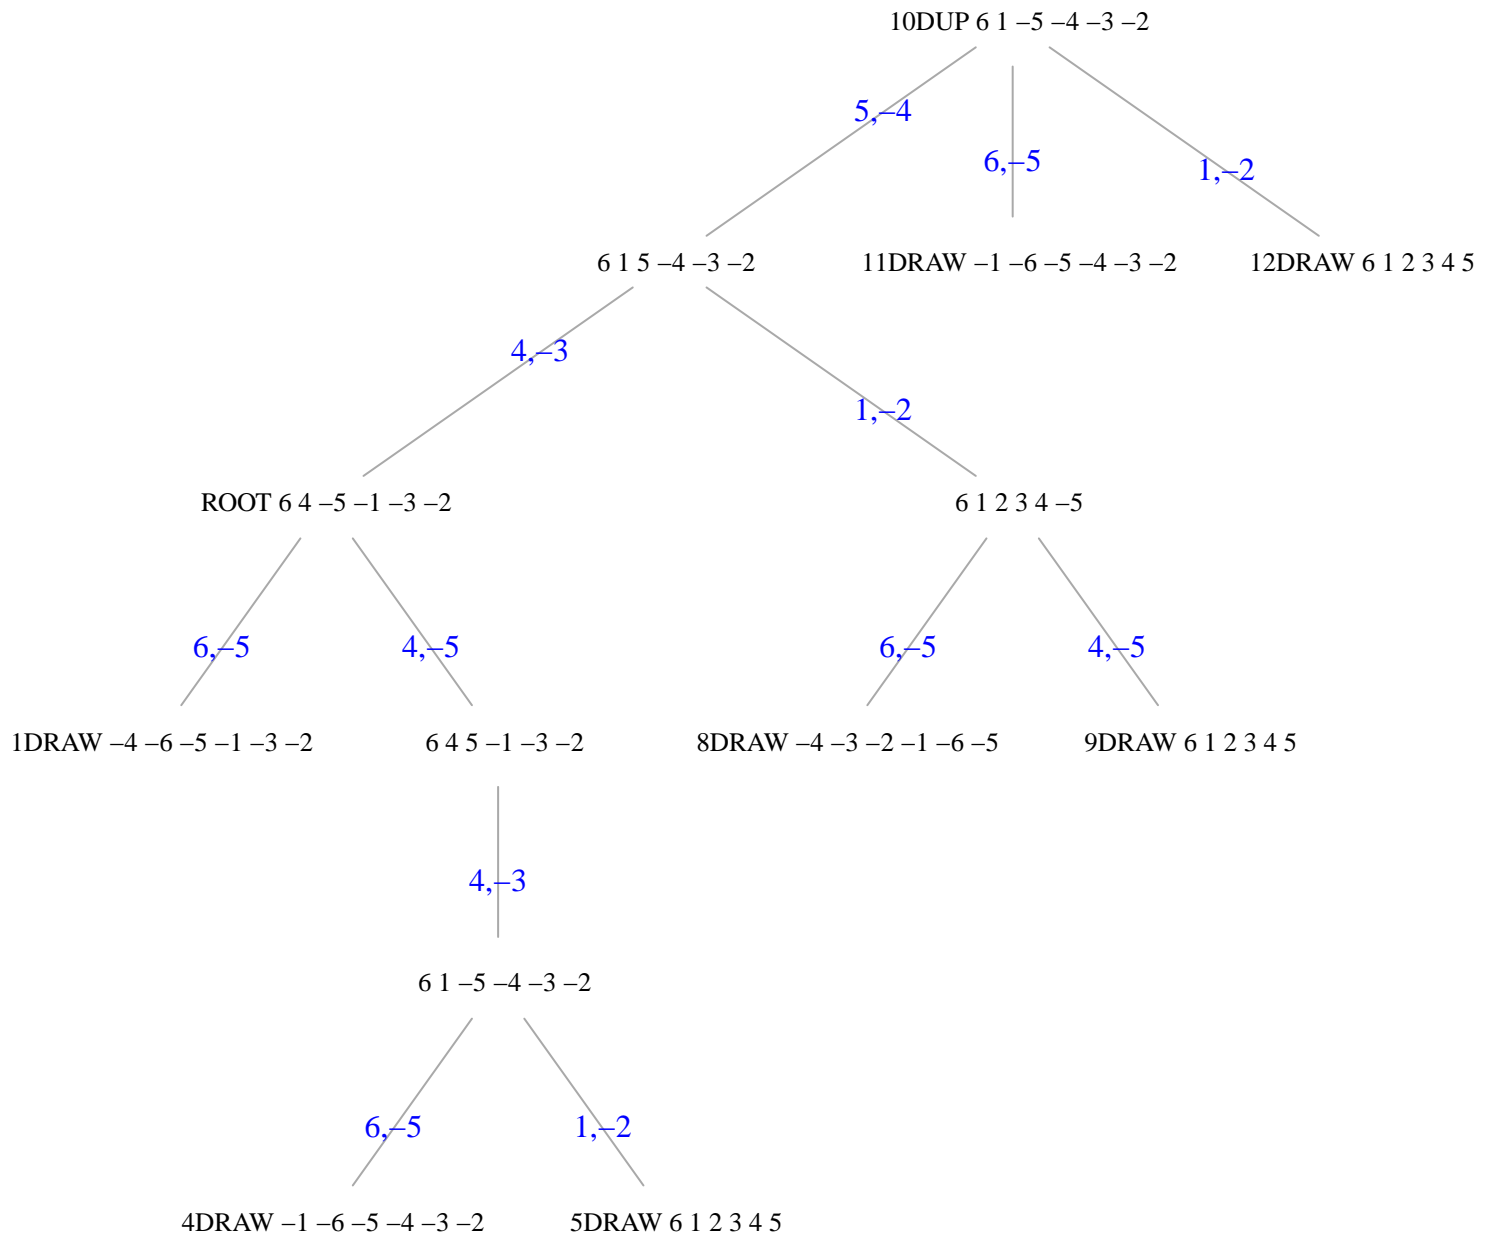 10DUP 6 1 –5 –4 –3 –2
5,–4
6,–5
1,–2
6 1 5 –4 –3 –2
11DRAW –1 –6 –5 –4 –3 –2
12DRAW 6 1 2 3 4 5
4,–3
1,–2
ROOT 6 4 –5 –1 –3 –2
6 1 2 3 4 –5
6,–5
4,–5
6,–5
4,–5
1DRAW –4 –6 –5 –1 –3 –2
6 4 5 –1 –3 –2
8DRAW –4 –3 –2 –1 –6 –5
9DRAW 6 1 2 3 4 5
4,–3
6 1 –5 –4 –3 –2
6,–5
1,–2
4DRAW –1 –6 –5 –4 –3 –2
5DRAW 6 1 2 3 4 5